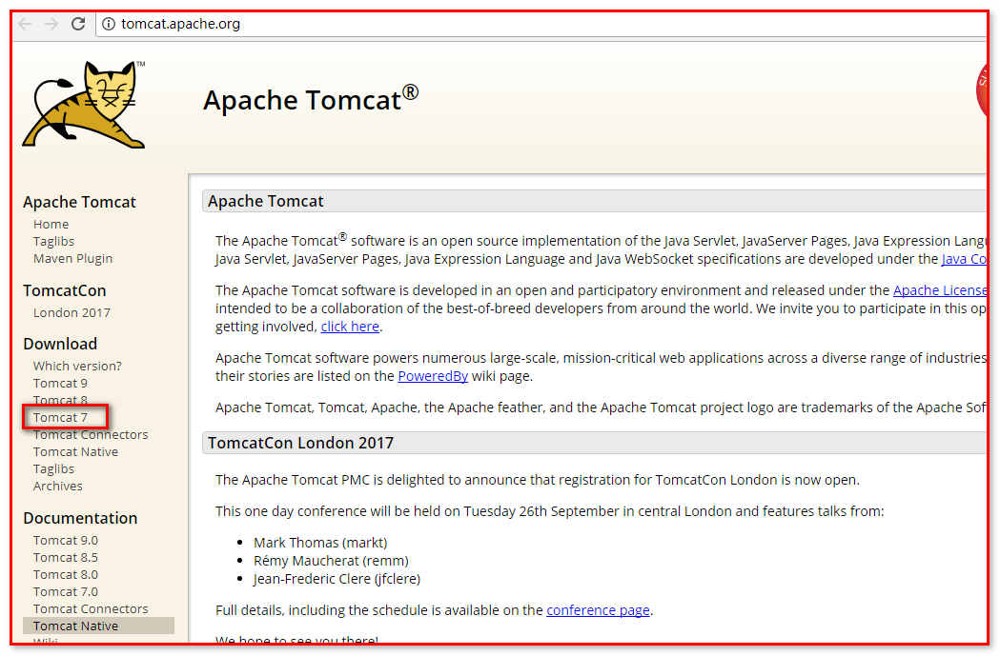 tomcat.apache.org
TM
Apache Tomcat®
Apache Tomcat
Home
Taglibs
Maven Plugin
TomcatCon
London 2017
Download
Which version?
Tomcat 9
Tomcat 8
Tomcat 7
Tomcat Connectors
Tomcat Native
Taglibs
Archives
Documentation
Tomcat 9.0
Tomcat 8.5
Tomcat 8.0
Tomcat 7.0
Tomcat Connectors
Tomcat Native
Wiki
Apache Tomcat
The Apache Tomcat® software is an open source implementation of the Java Servlet, JavaServer Pages, Java Expression Langu
Java Servlet, JavaServer Pages, Java Expression Language and Java WebSocket specifications are developed under the Java Co
The Apache Tomcat software is developed in an open and participatory environment and released under the Apache License
intended to be a collaboration of the best-of-breed developers from around the world. We invite you to participate in this op
getting involved, click here.
Apache Tomcat software powers numerous large-scale, mission-critical web applications across a diverse range of industries
their stories are listed on the PoweredBy wiki page.
Apache Tomcat, Tomcat, Apache, the Apache feather, and the Apache Tomcat project logo are trademarks of the Apache Sof
TomcatCon London 2017
The Apache Tomcat PMC is delighted to announce that registration for TomcatCon London is now open.
This one day conference will be held on Tuesday 26th September in central London and features talks from:
Mark Thomas (markt)
Rémy Maucherat (remm)
Jean-Frederic Clere (jfclere)
Full details, including the schedule is available on the conference page.
We hope to see you there!